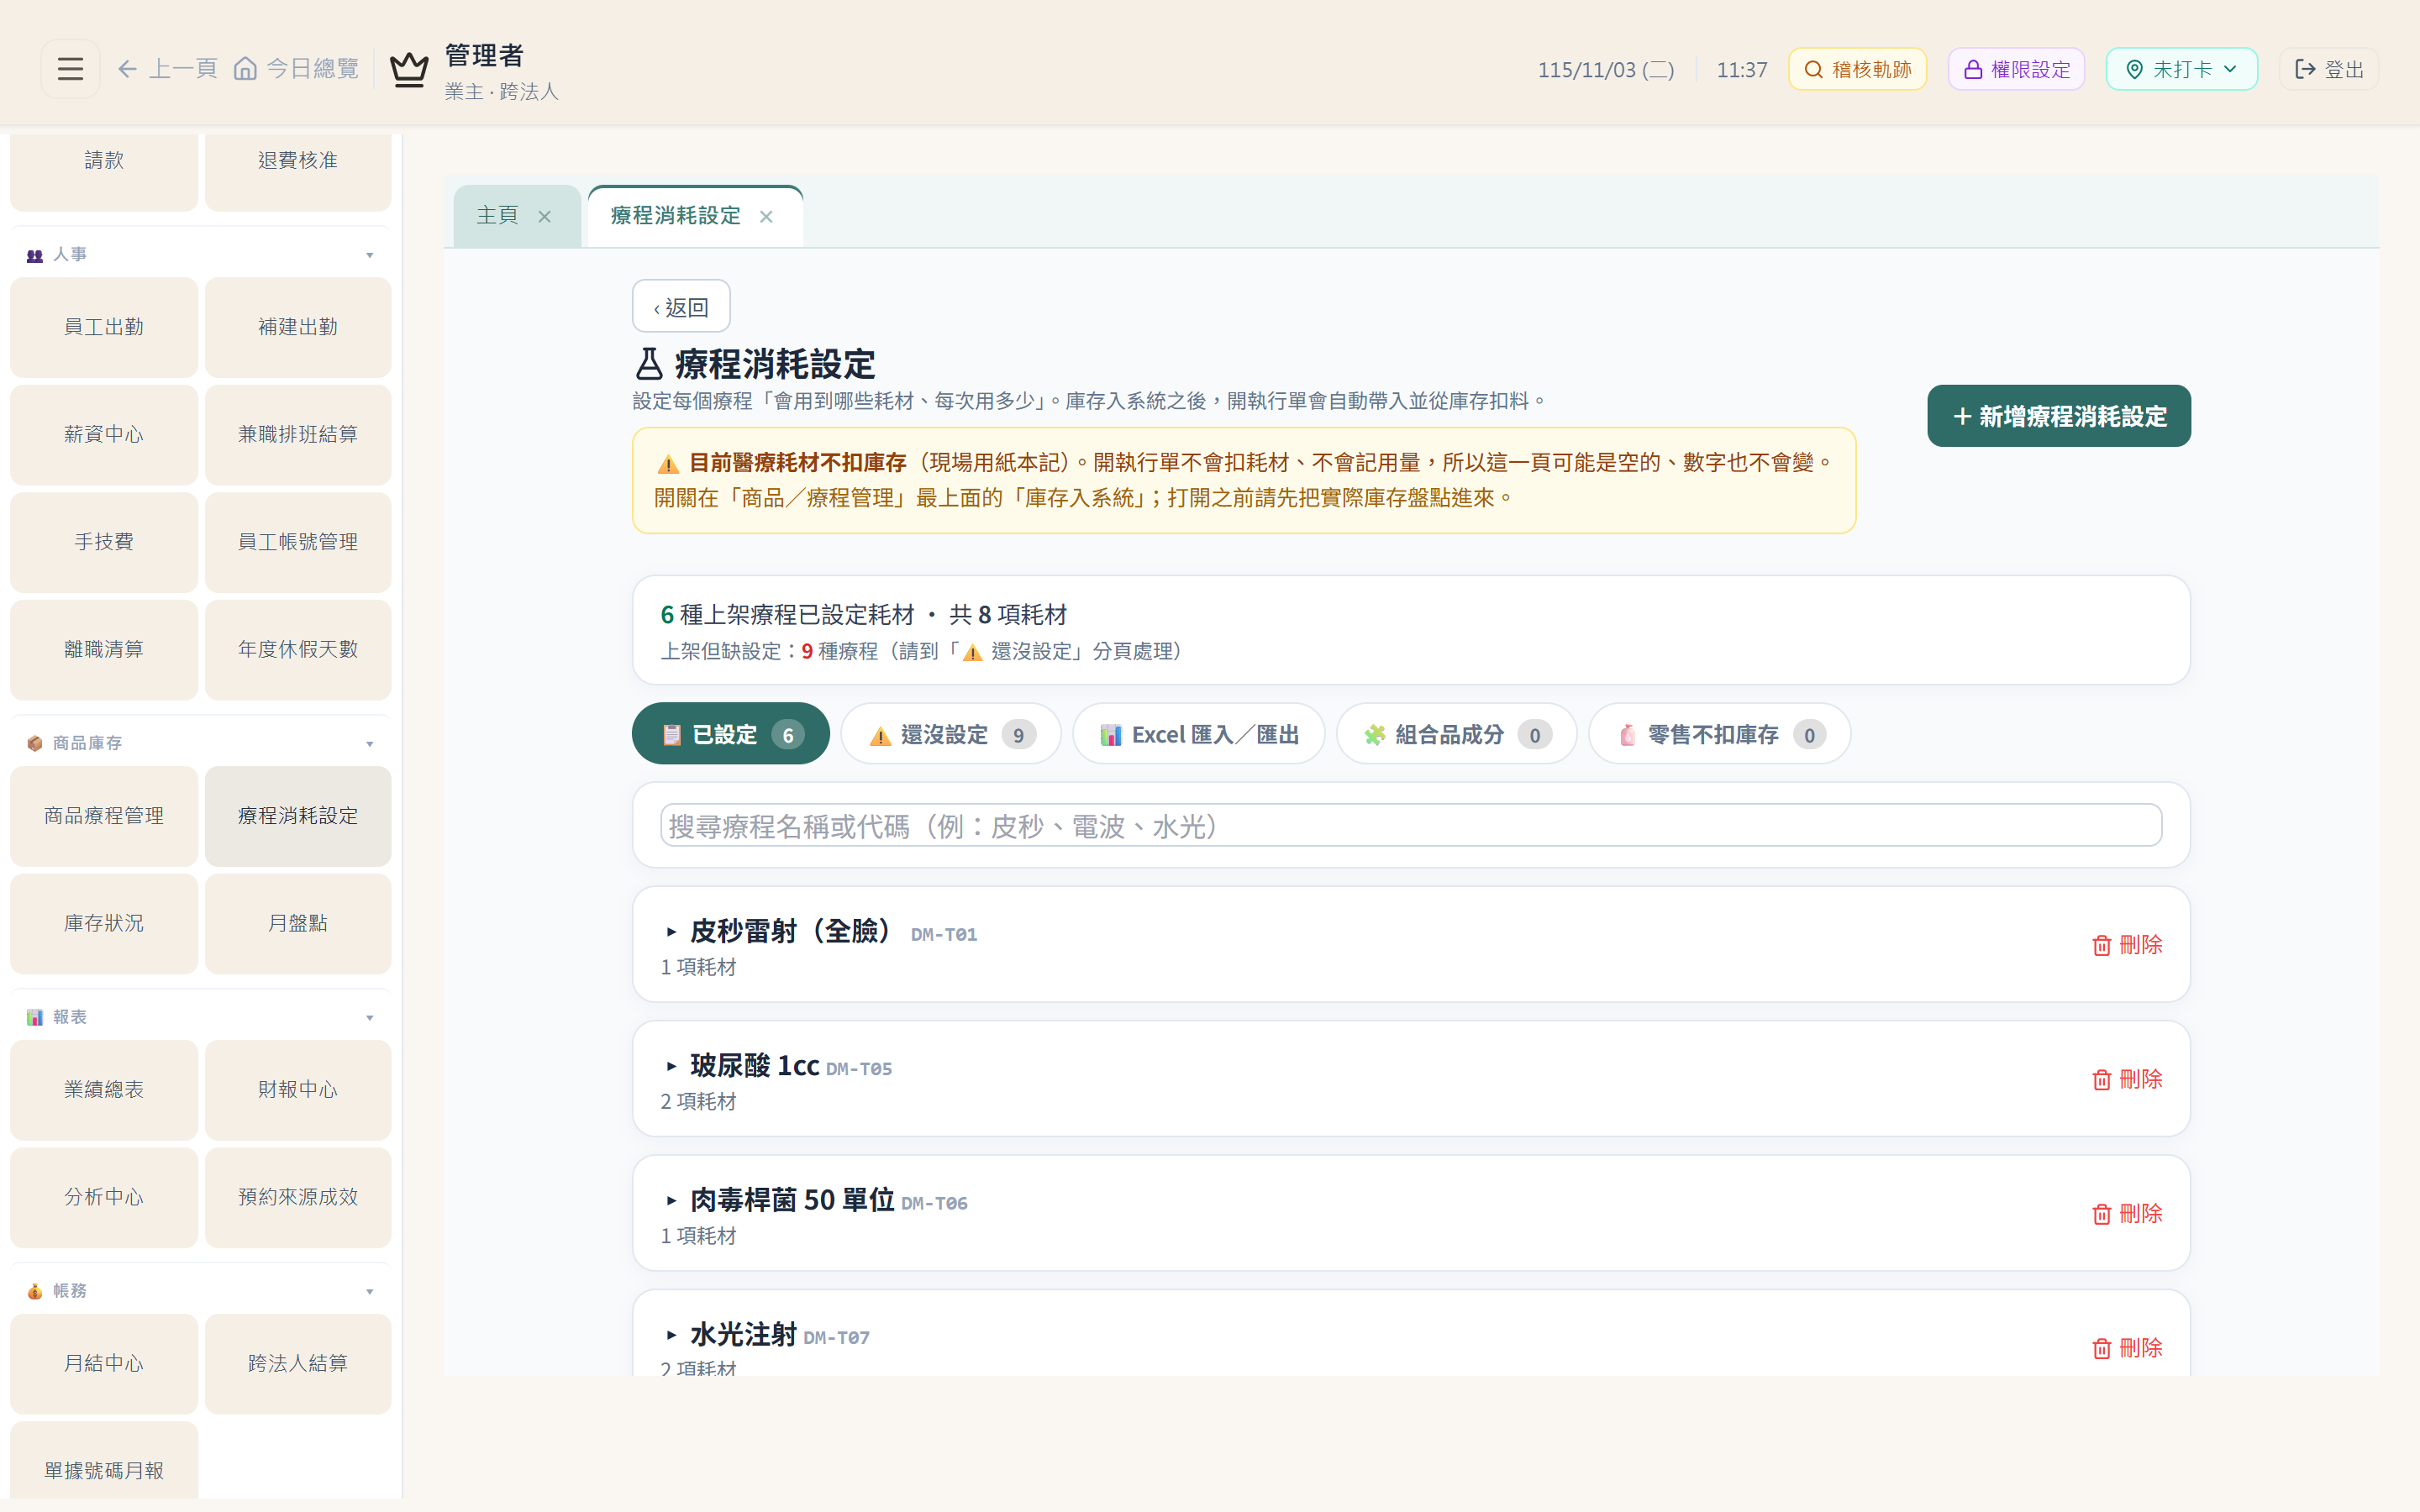 上一頁 今日總覽 管理者
業主 · 跨法人
115/11/03 (二) 11:37 稽核軌跡 權限設定 未打卡 登出
請款 退費核准
人事
員工出勤 補建出勤
薪資中心 兼職排班結算
手技費 員工帳號管理
離職清算 年度休假天數
商品庫存
商品療程管理 療程消耗設定
庫存狀況 月盤點
報表
業績總表 財報中心
分析中心 預約來源成效
帳務
月結中心 跨法人結算
單據號碼月報
主頁 × 療程消耗設定 ×
‹ 返回
療程消耗設定
設定每個療程「會用到哪些耗材、每次用多少」。庫存入系統之後，開執行單會自動帶入並從庫存扣料。
＋ 新增療程消耗設定
⚠️ 目前醫療耗材不扣庫存（現場用紙本記）。開執行單不會扣耗材、不會記用量，所以這一頁可能是空的、數字也不會變。
開關在「商品／療程管理」最上面的「庫存入系統」；打開之前請先把實際庫存盤點進來。
6 種上架療程已設定耗材 · 共 8 項耗材
上架但缺設定：9 種療程（請到「⚠️ 還沒設定」分頁處理）
已設定 6 還沒設定 9 Excel 匯入／匯出 組合品成分 0 零售不扣庫存 0
搜尋療程名稱或代碼（例：皮秒、電波、水光）
皮秒雷射（全臉） DM-T01
1 項耗材
刪除
玻尿酸 1cc DM-T05
2 項耗材
刪除
肉毒桿菌 50 單位 DM-T06
1 項耗材
刪除
水光注射 DM-T07
2 項耗材
刪除